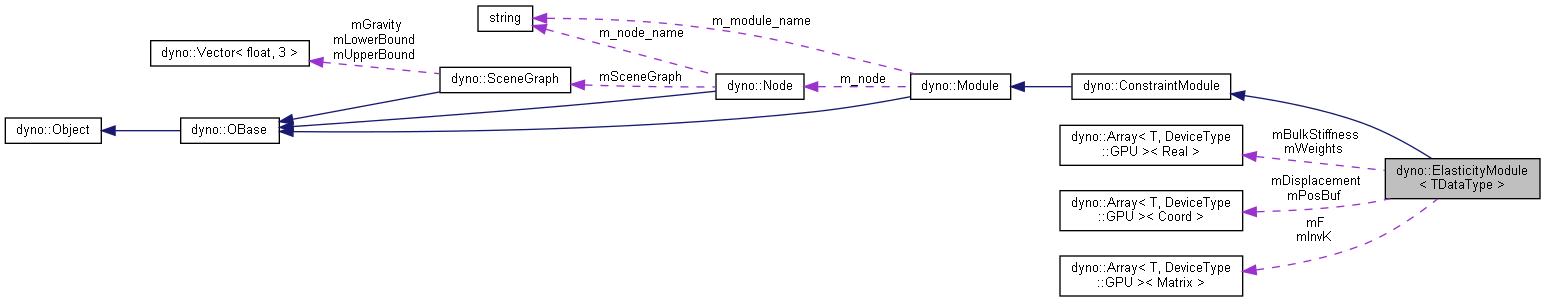 string
m_module_name
mGravity
mLowerBound
mUpperBound
m_node_name
dyno::Vector< float, 3 >
dyno::SceneGraph
mSceneGraph
dyno::Node
m_node
dyno::Module
dyno::ConstraintModule
dyno::Object
dyno::OBase
dyno::Array< T, DeviceType
::GPU >< Real >
mBulkStiffness
mWeights
dyno::ElasticityModule
< TDataType >
mDisplacement
mPosBuf
dyno::Array< T, DeviceType
::GPU >< Coord >
mF
mInvK
dyno::Array< T, DeviceType
::GPU >< Matrix >